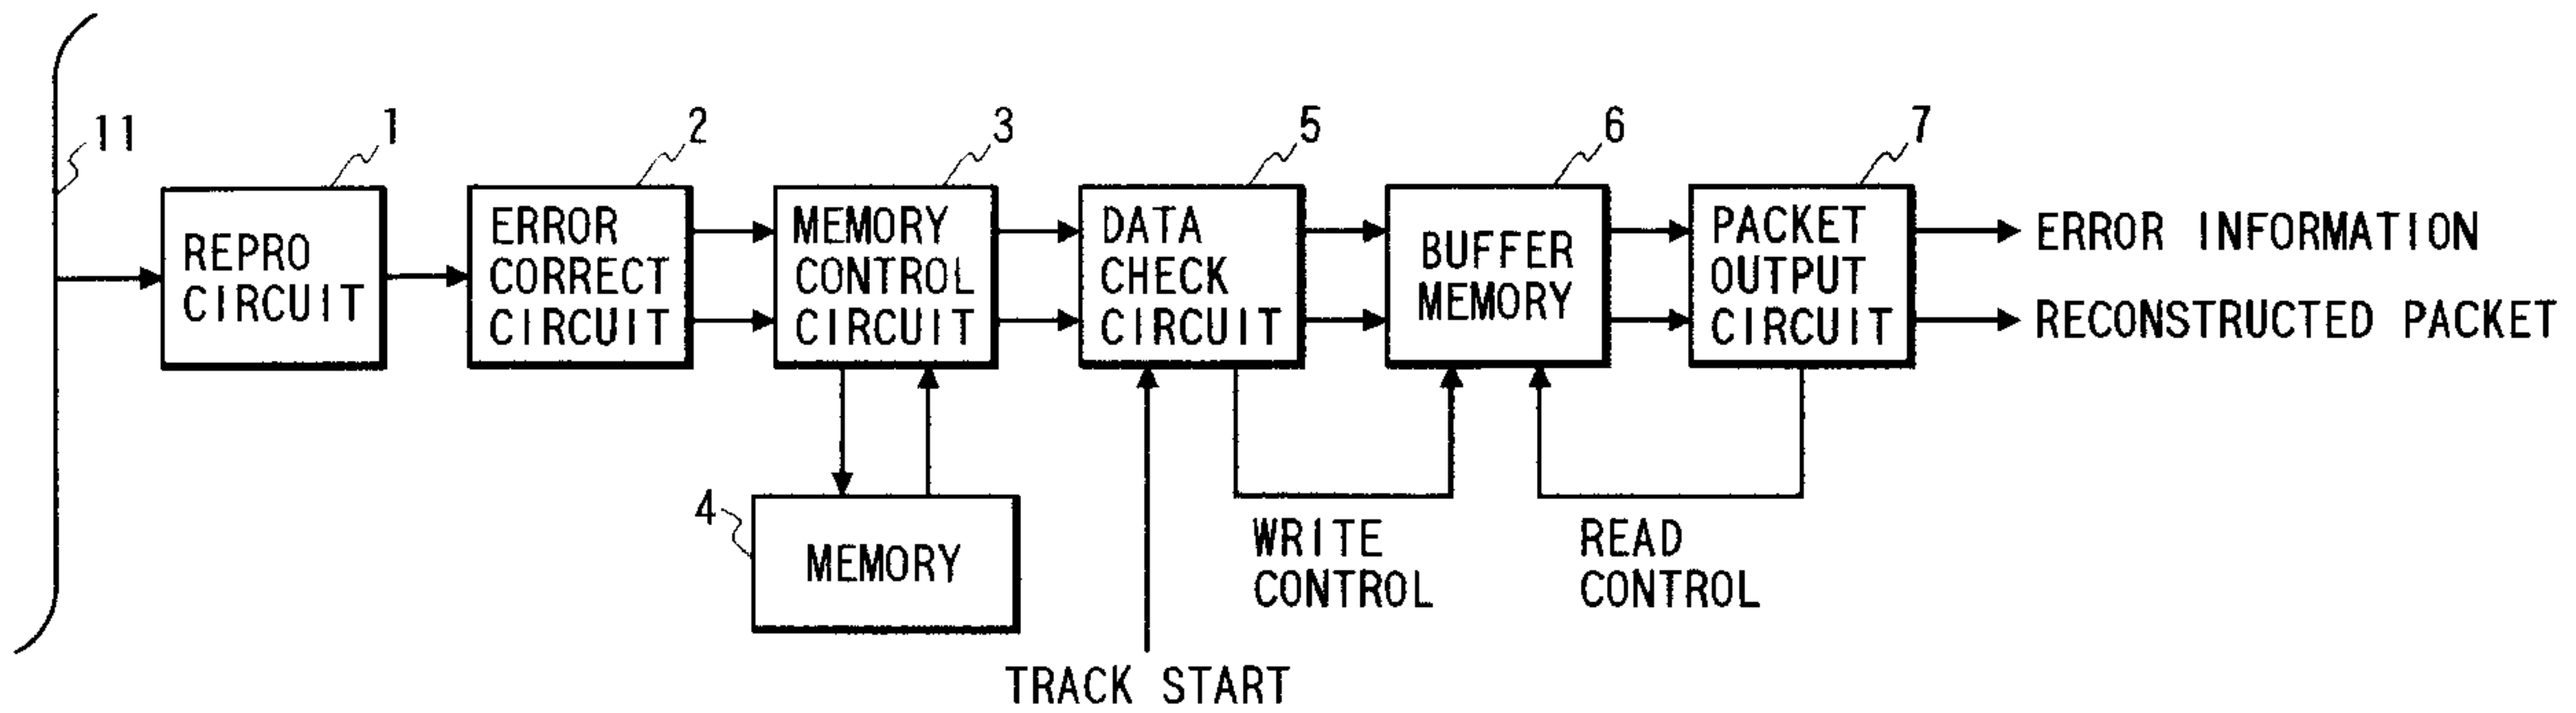 11
1
REPRO
CIRCUIT
2
ERROR
CORRECT
CIRCUIT
3
MEMORY
CONTROL
CIRCUIT
4
MEMORY
5
DATA
CHECK
CIRCUIT
TRACK START
WRITE
CONTROL
6
BUFFER
MEMORY
READ
CONTROL
7
PACKET
OUTPUT
CIRCUIT
ERROR INFORMATION
RECONSTRUCTED PACKET